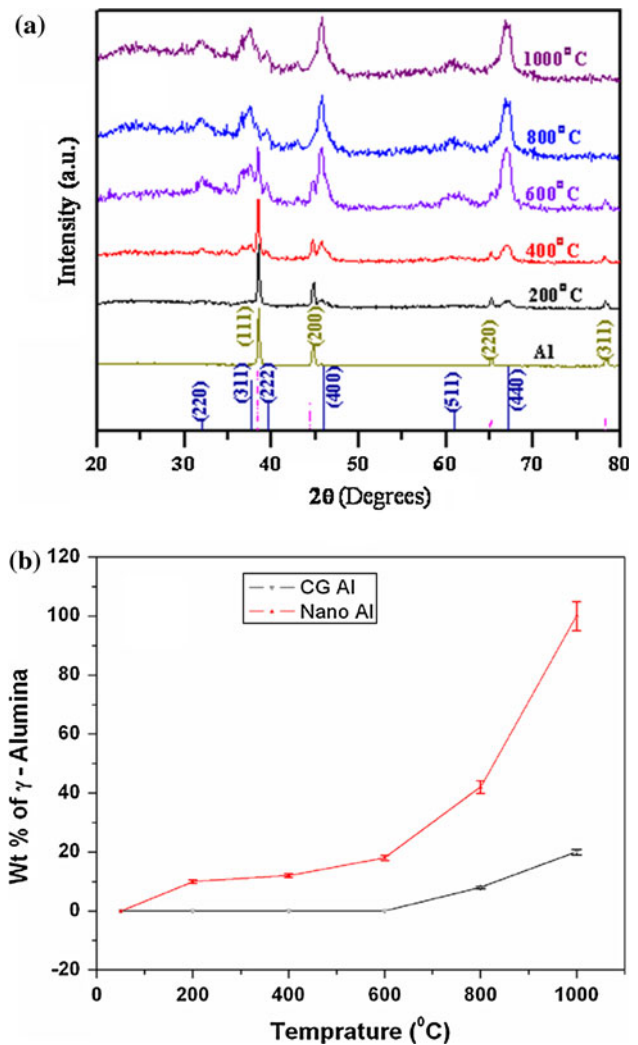 (a)
1000°C
800°C
600°C
400°C
200°C
Al
Intensity (a.u.)
(111)
(200)
(220)
(311)
(220)
(311)
(222)
(400)
(511)
(440)
20 30 40 50 60 70 80
2θ (Degrees)
(b)
120
100
80
60
40
20
0
-20
CG Al
Nano Al
Wt % of γ - Alumina
0 200 400 600 800 1000
Temprature (⁰C)